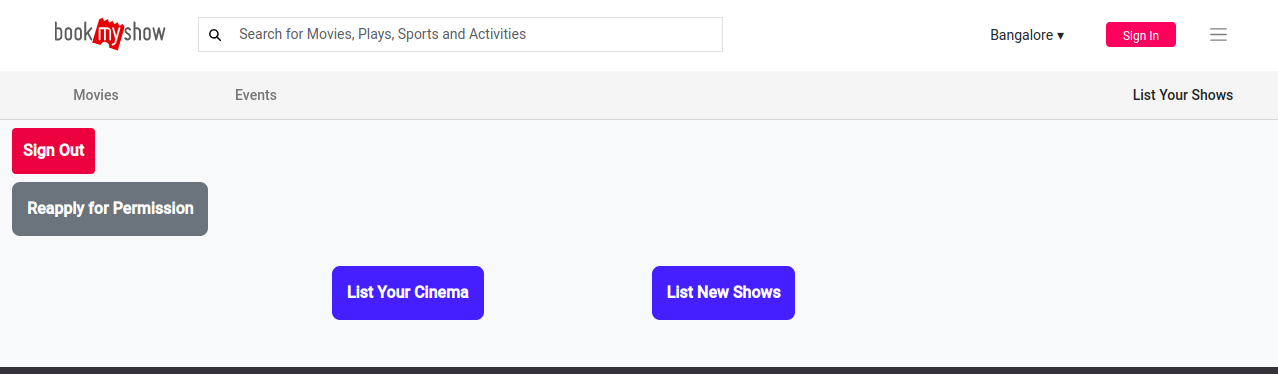 bookmyshow
Search for Movies, Plays, Sports and Activities
Bangalore ▾
Sign In
Movies
Events
List Your Shows
Sign Out
Reapply for Permission
List Your Cinema
List New Shows